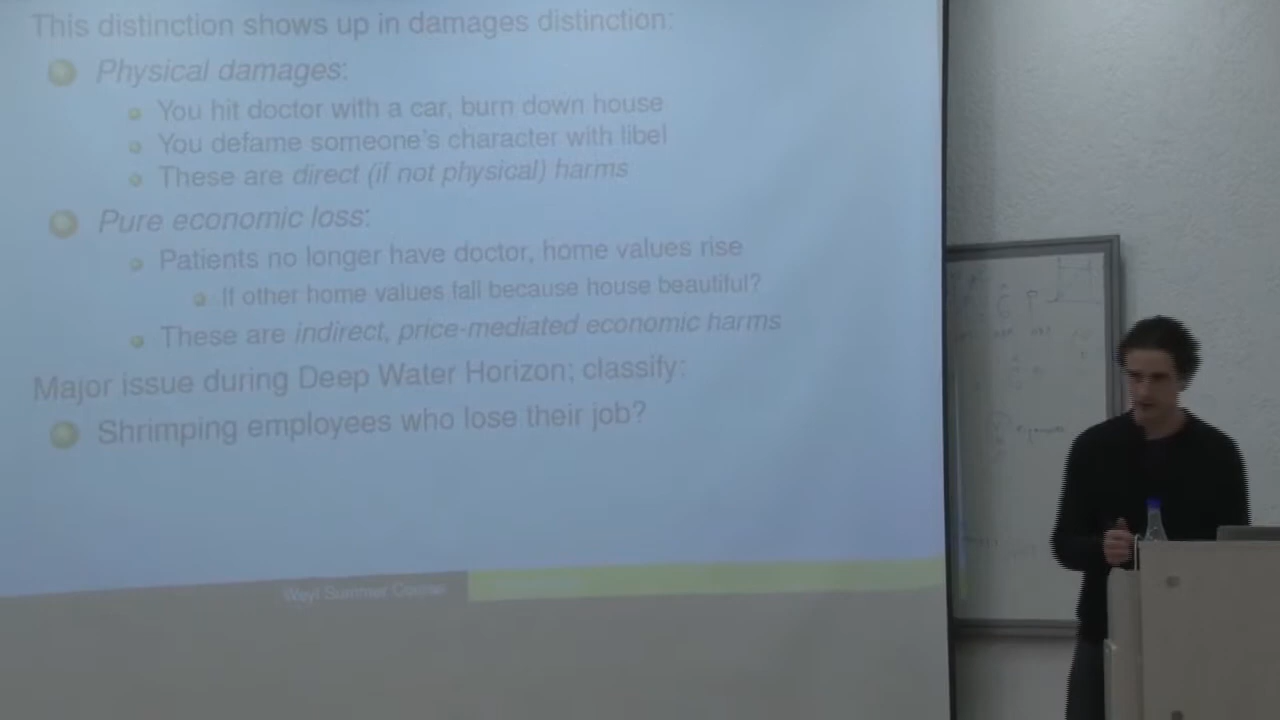 This distinction shows up in damages distinction:
Physical damages:
You hit doctor with a car, burn down house
You defame someone's character with libel
These are direct (if not physical) harms
Pure economic loss:
Patients no longer have doctor, home values rise
If other home values fall because house beautiful?
These are indirect, price-mediated economic harms
Major issue during Deep Water Horizon; classify:
Shrimping employees who lose their job?
Weyl Summer Course